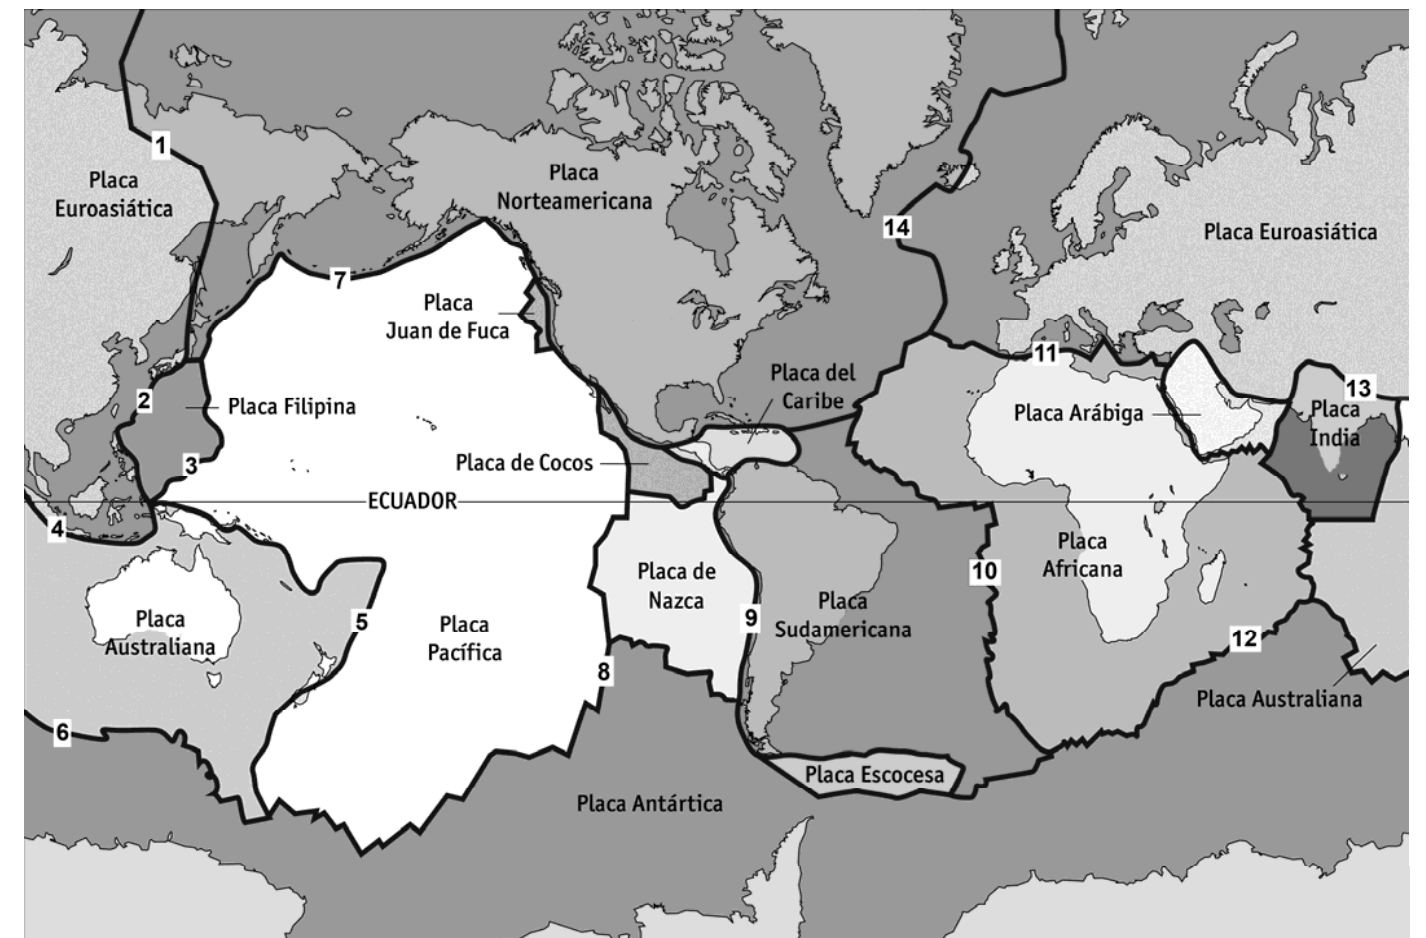 1
Placa
Euroasiática
Placa
Norteamericana
14
Placa Euroasiática
7
Placa
Juan de Fuca
11
2
Placa Filipina
Placa del
Caribe
Placa Arábiga
13
Placa
India
3
Placa de Cocos
ECUADOR
4
Placa
Australiana
5
Placa
Pacífica
Placa de
Nazca
9
8
Placa
Sudamericana
10
Placa
Africana
12
Placa Australiana
6
Placa Escocesa
Placa Antártica